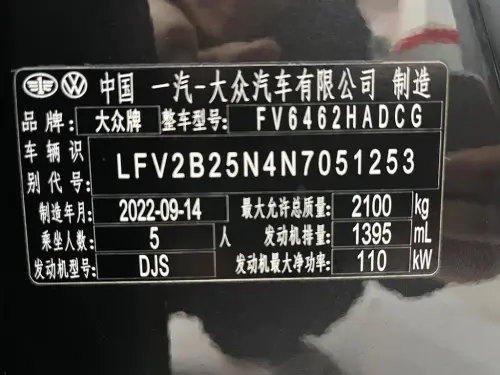 中国 一汽-大众汽车有限公司 制造
品牌: 大众牌 整车型号: FV6462HADCG
车辆识别代号: LFV2B25N4N7051253
制造年月: 2022-09-14 最大允许总质量: 2100 kg
乘坐人数: 5 人 发动机排量: 1395 mL
发动机型号: DJS 发动机最大净功率: 110 kW